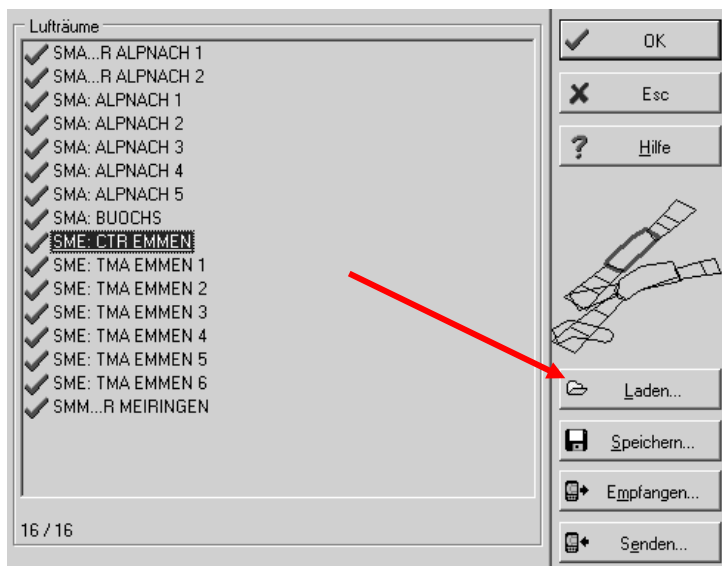 Lufträume
SMA...R ALPNACH 1
SMA...R ALPNACH 2
SMA: ALPNACH 1
SMA: ALPNACH 2
SMA: ALPNACH 3
SMA: ALPNACH 4
SMA: ALPNACH 5
SMA: BUOCHS
SME: CTR EMMEN
SME: TMA EMMEN 1
SME: TMA EMMEN 2
SME: TMA EMMEN 3
SME: TMA EMMEN 4
SME: TMA EMMEN 5
SME: TMA EMMEN 6
SMM...R MEIRINGEN
16 / 16
OK
Esc
Hilfe
Laden...
Speichern...
Empfangen...
Senden...